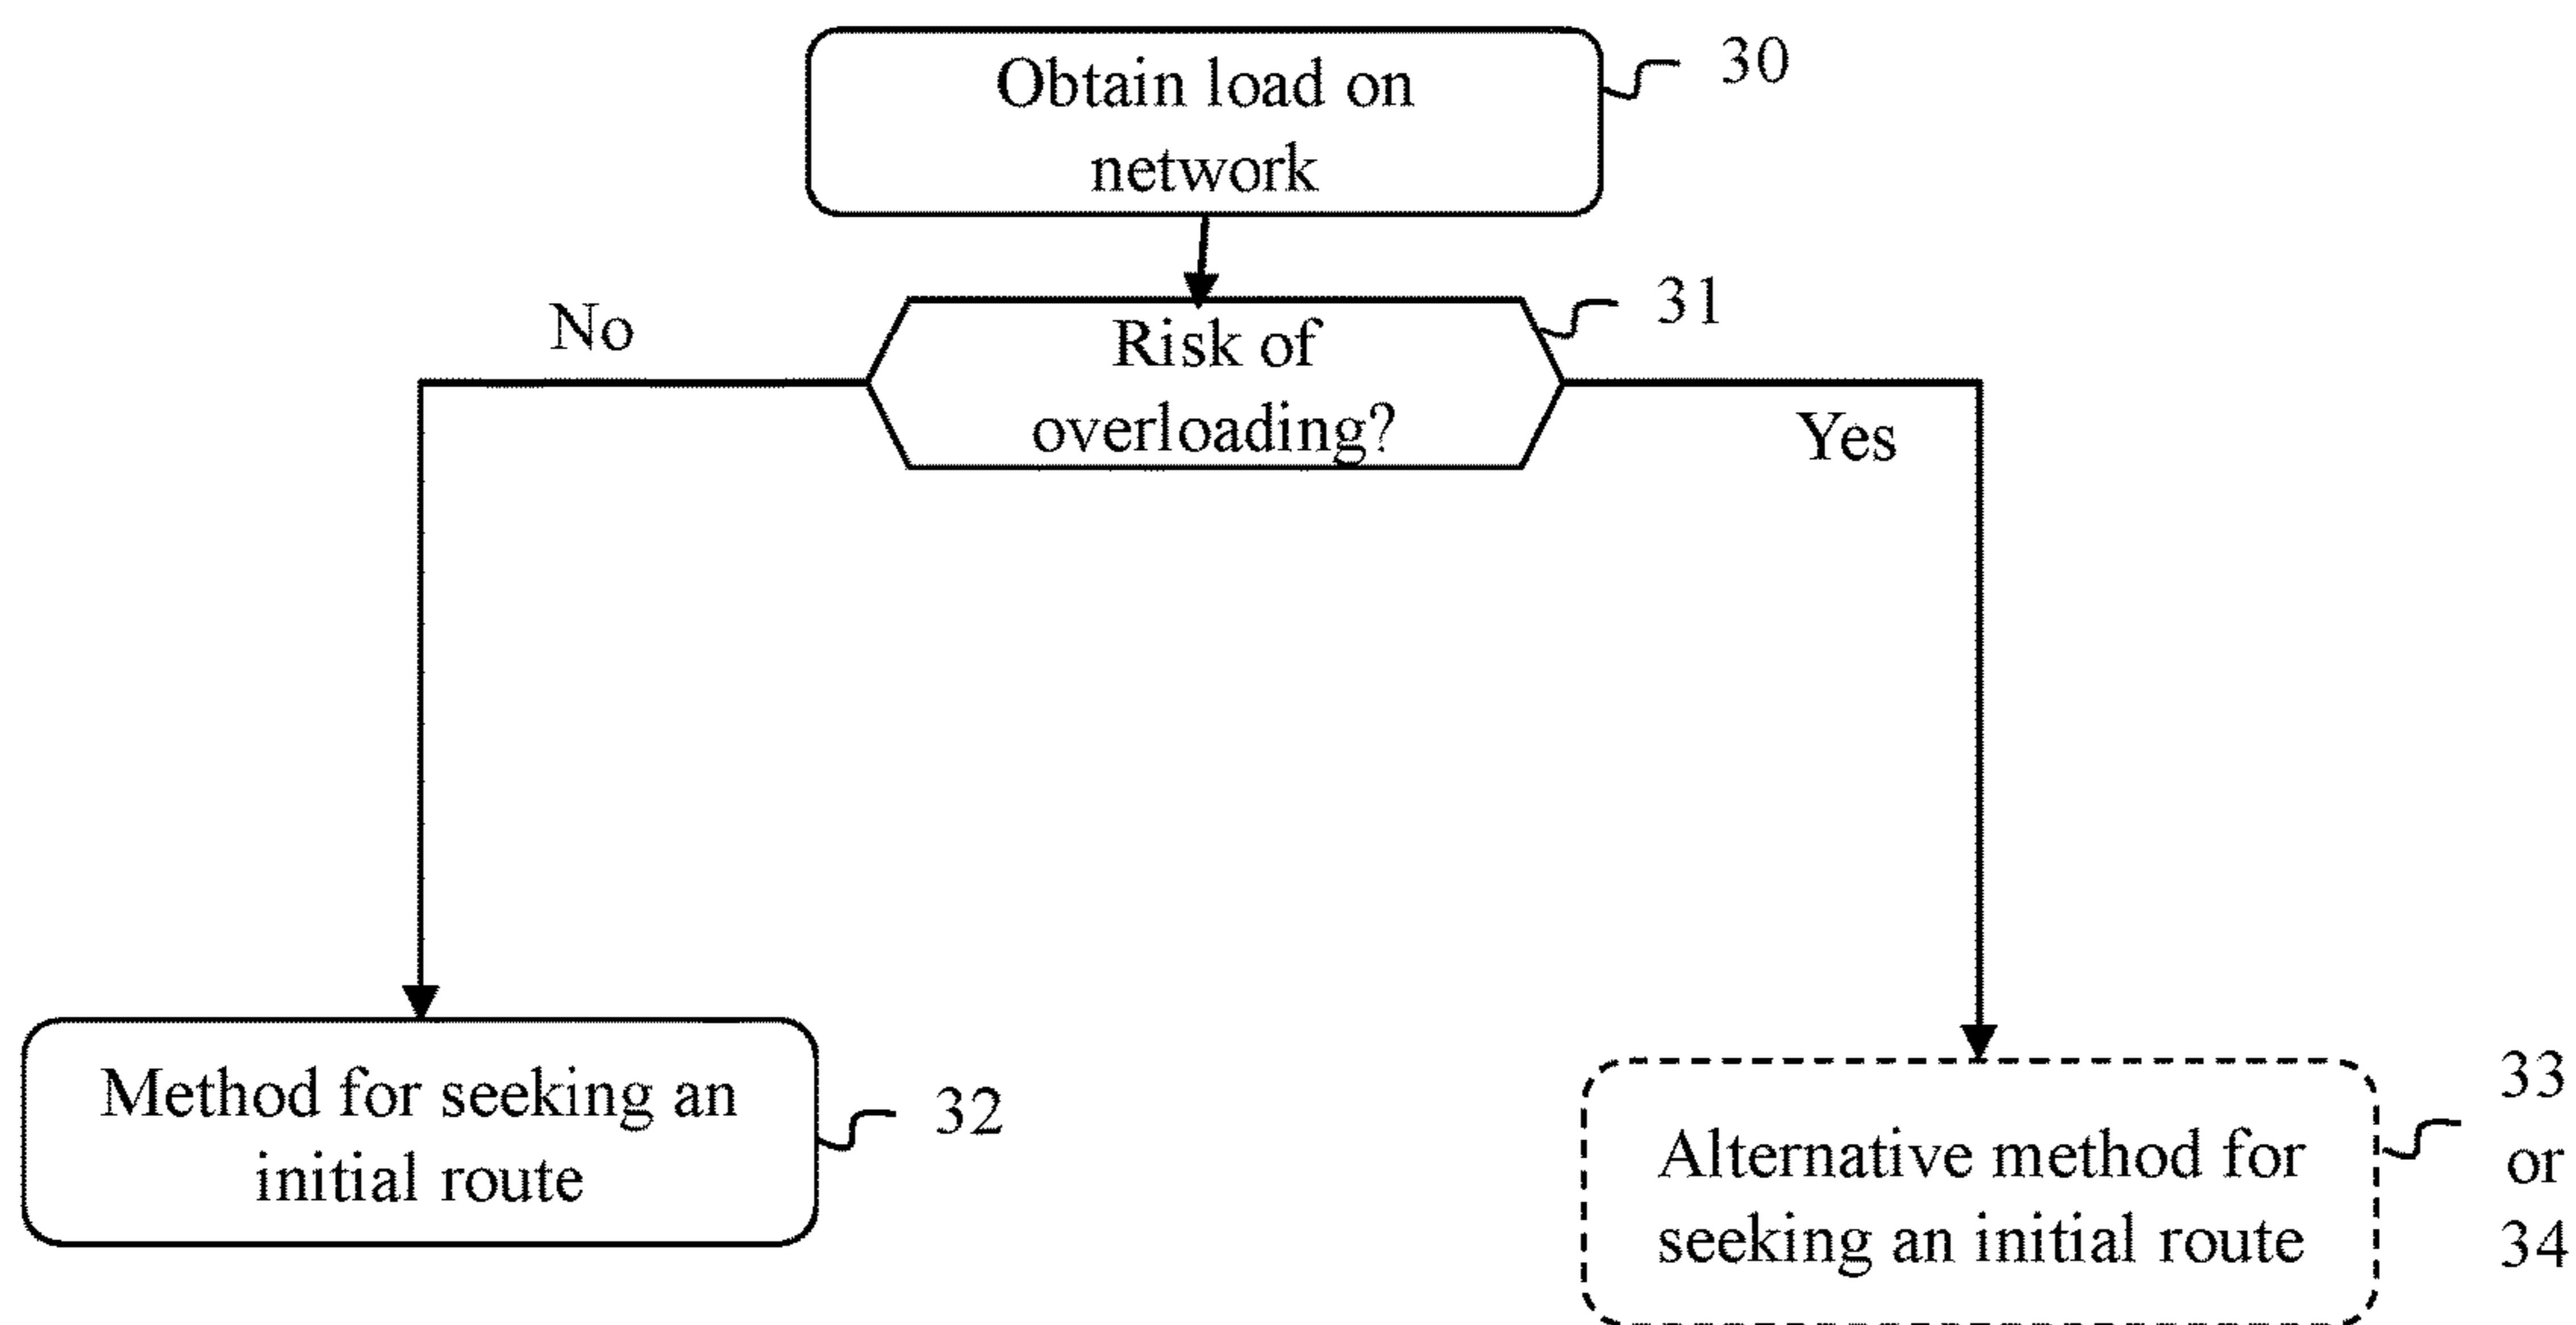 Obtain load on
network
30
Risk of
overloading?
31
No
Yes
Method for seeking an
initial route
32
Alternative method for
seeking an initial route
33
or
34